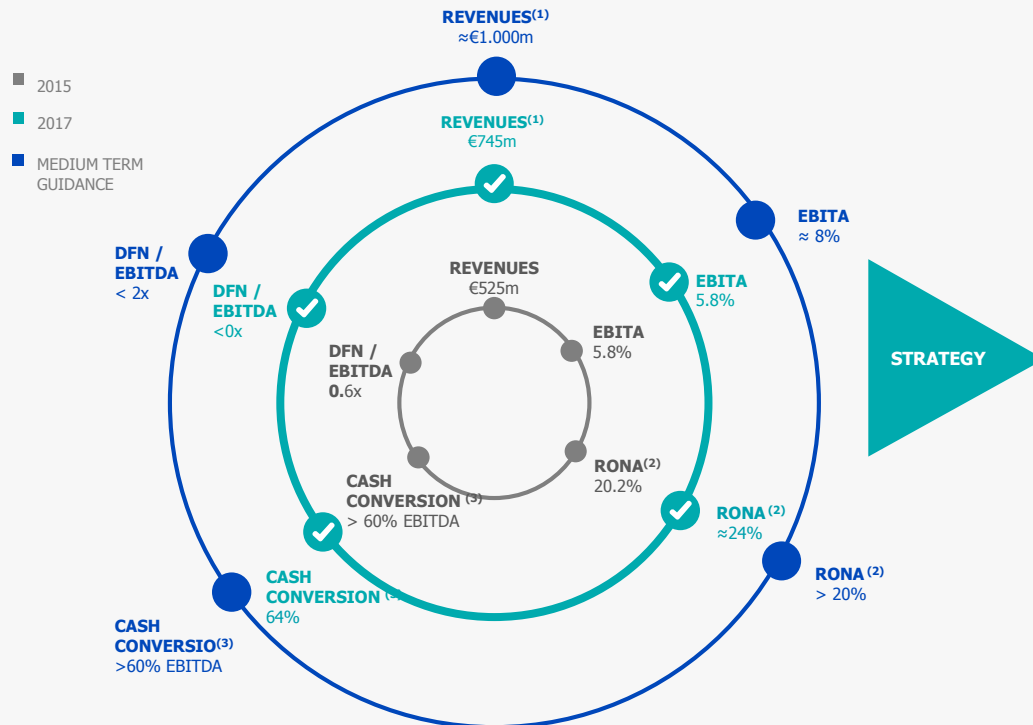 REVENUES(1)
≈€1.000m
2015
2017
MEDIUM TERM
GUIDANCE
REVENUES(1)
€745m
EBITA
≈ 8%
DFN /
EBITDA
< 2x
DFN /
EBITDA
<0x
REVENUES
€525m
EBITA
5.8%
EBITA
5.8%
DFN /
EBITDA
0.6x
STRATEGY
RONA(2)
20.2%
CASH
CONVERSION (3)
> 60% EBITDA
RONA (2)
≈24%
CASH
CONVERSION
64%
RONA (2)
> 20%
CASH
CONVERSIO(3)
>60% EBITDA